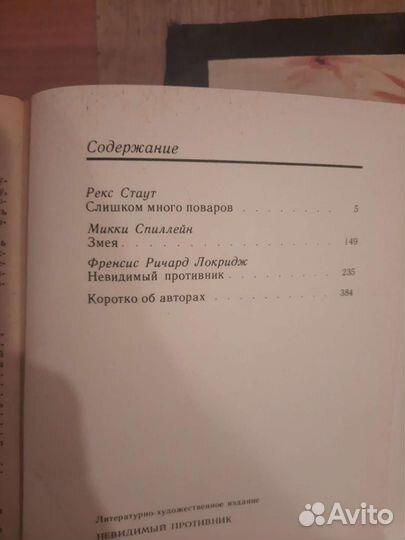 Содержание
Рекс Стаут
Слишком много поваров . . . . . . . . 5
Микки Спиллейн
Змея . . . . . . . . . . . . . . . 149
Френсис Ричард Локридж
Невидимый противник . . . . . . . . 235
Коротко об авторах . . . . . . . . . 384
Литературно-художественное издание
НЕВИДИМЫЙ ПРОТИВНИК
Avito